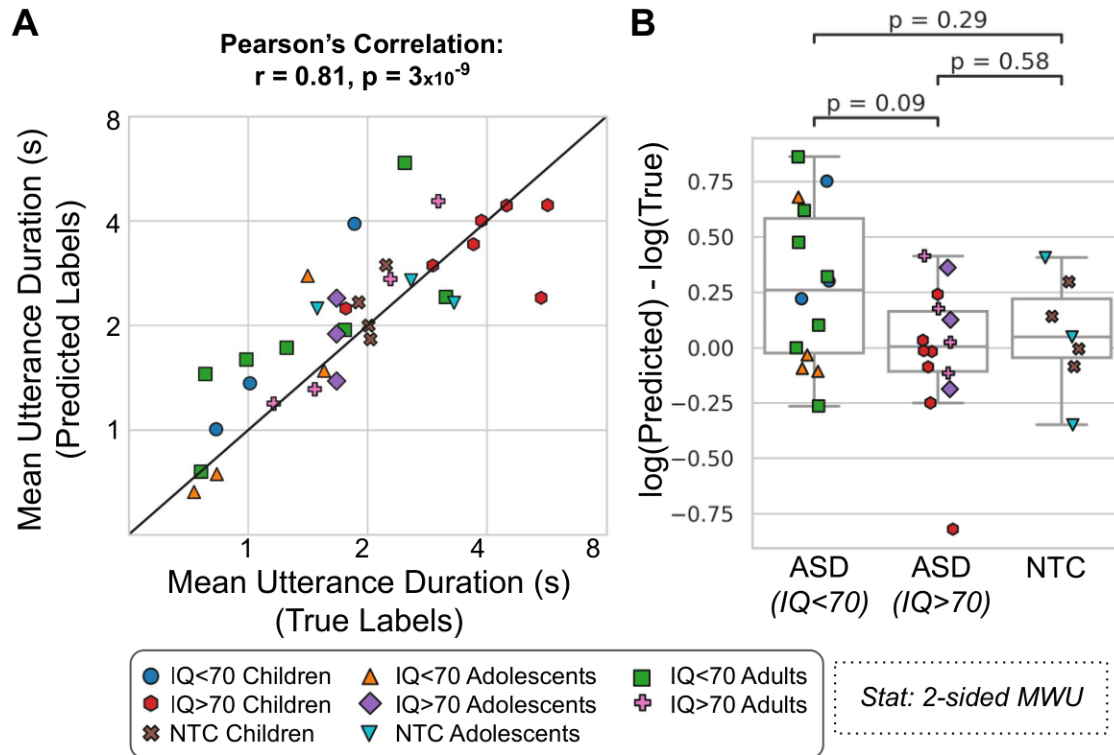 A
Pearson's Correlation:
r = 0.81, p = 3x10⁻⁹
Mean Utterance Duration (s)
(Predicted Labels)
8
4
2
1
1 2 4 8
Mean Utterance Duration (s)
(True Labels)
B
p = 0.29
p = 0.58
p = 0.09
log(Predicted) - log(True)
0.75
0.50
0.25
0.00
−0.25
−0.50
−0.75
ASD ASD NTC
(IQ<70) (IQ>70)
IQ<70 Children IQ<70 Adolescents IQ<70 Adults
IQ>70 Children IQ>70 Adolescents IQ>70 Adults
NTC Children NTC Adolescents
Stat: 2-sided MWU